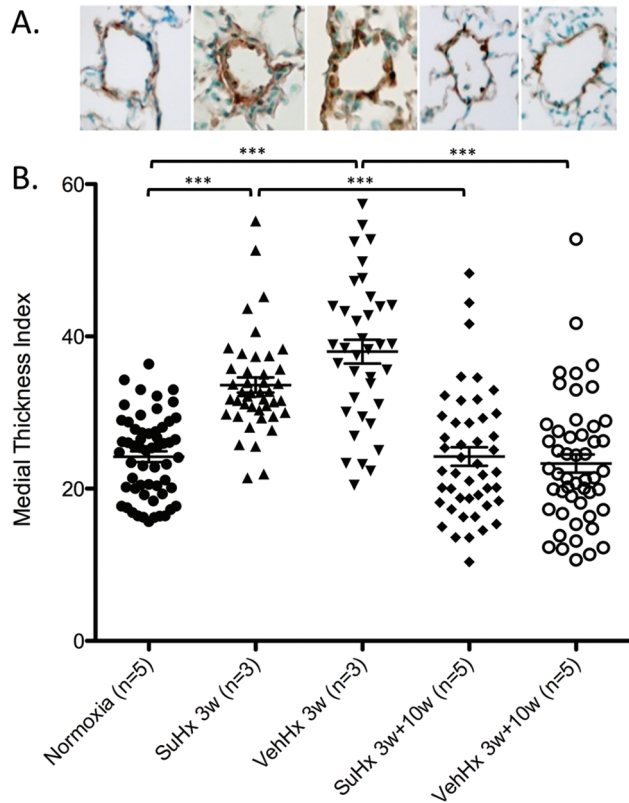 A.
*** ***
B.
*** ***
60
40
20
0
Medial Thickness Index
Normoxia (n=5)
SuHx 3w (n=3)
VehHx 3w (n=3)
SuHx 3w+10w (n=5)
VehHx 3w+10w (n=5)